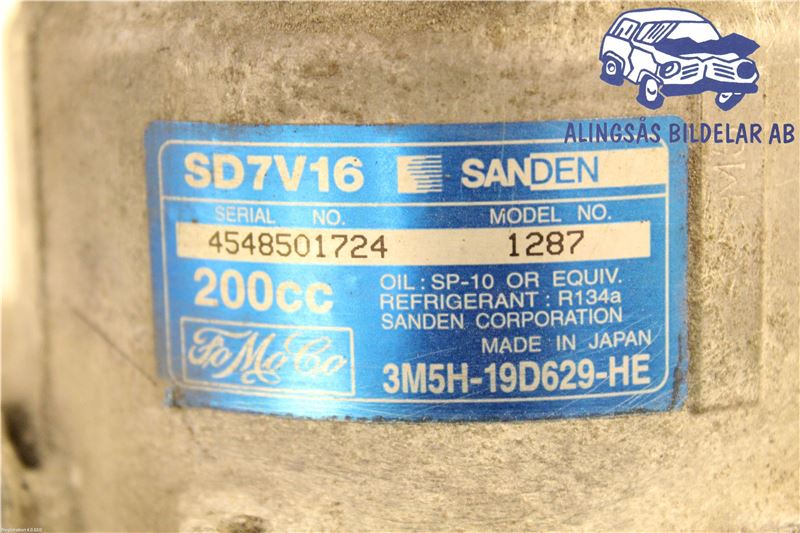 ALINGSÅS BILDELAR AB
SD7V16 SANDEN
SERIAL NO. MODEL NO.
4548501724 1287
200cc
OIL : SP-10 OR EQUIV.
REFRIGERANT : R134a
SANDEN CORPORATION
MADE IN JAPAN
FoMoCo
3M5H-19D629-HE